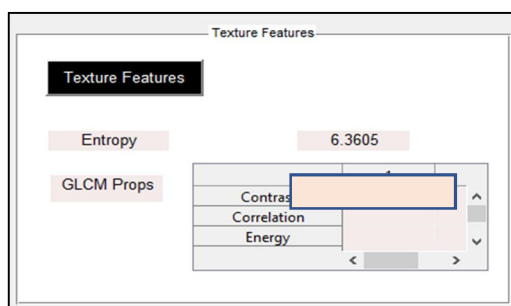 Texture Features
Texture Features
Entropy 6.3605
GLCM Props
Correlation
Energy